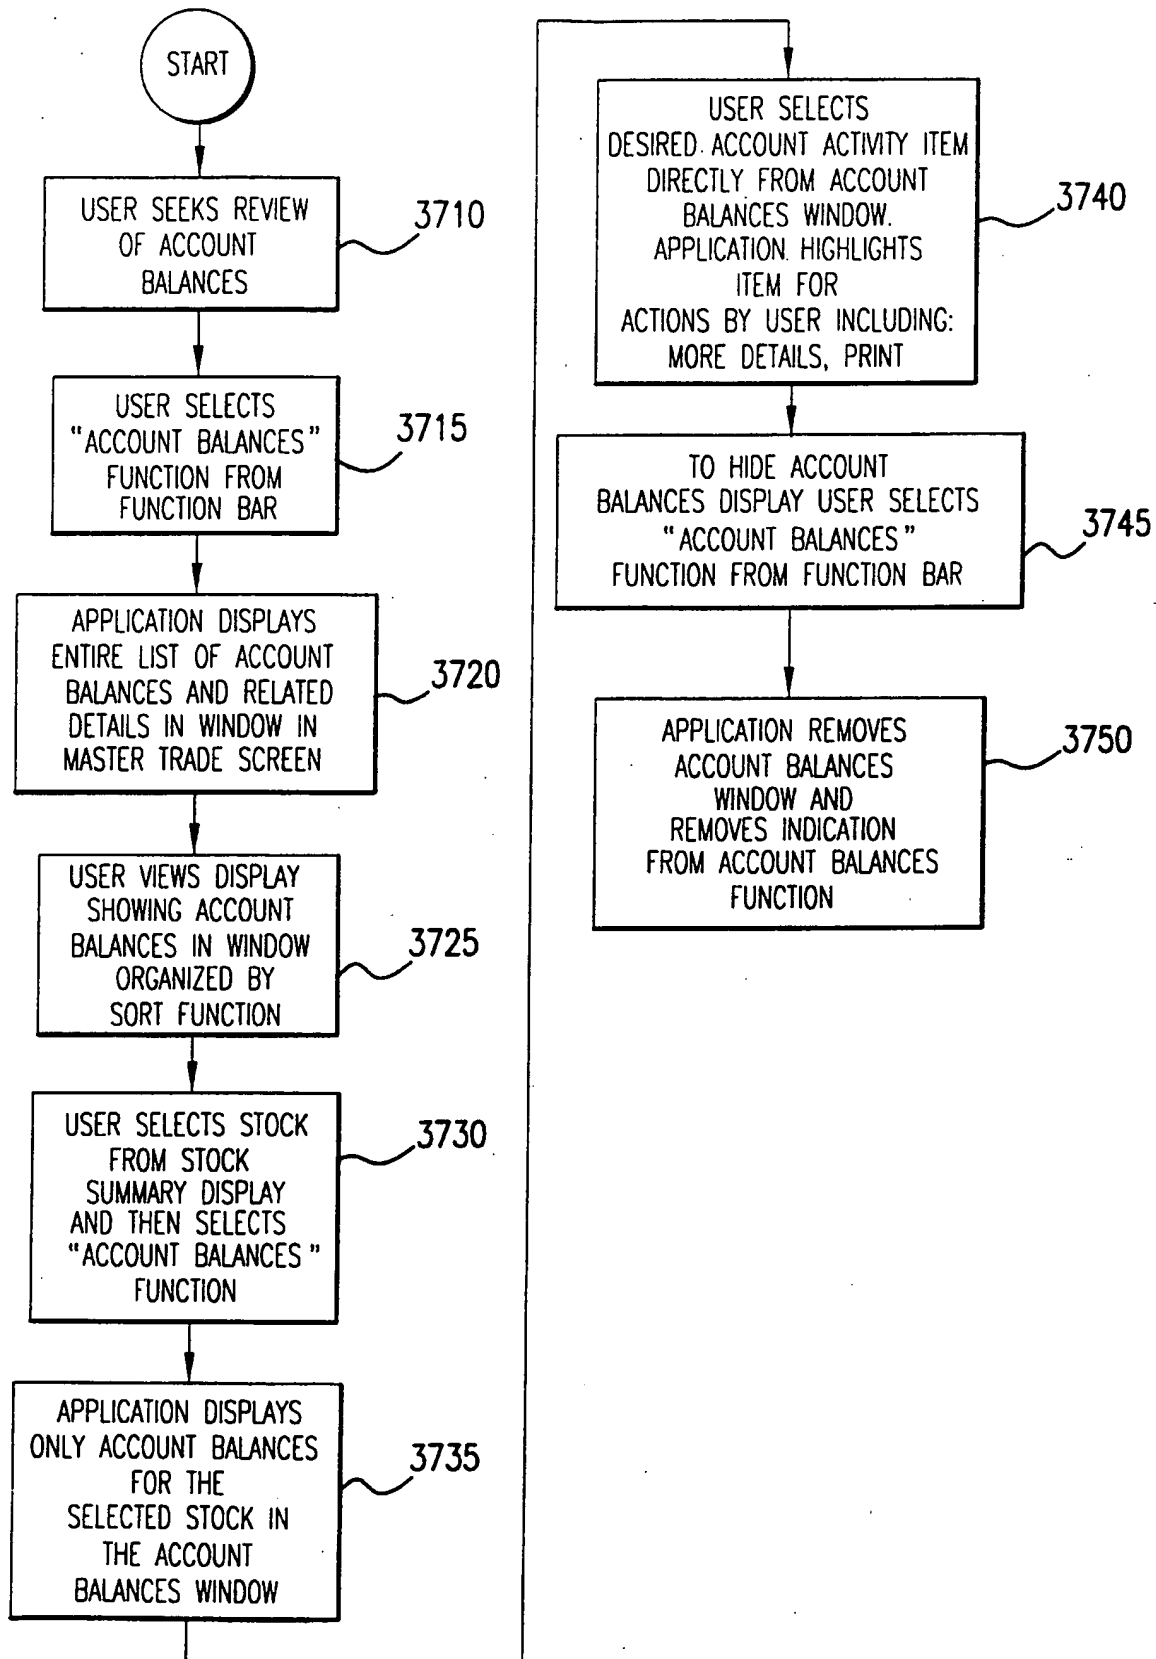 START
USER SEEKS REVIEW
OF ACCOUNT
BALANCES
3710
USER SELECTS
"ACCOUNT BALANCES"
FUNCTION FROM
FUNCTION BAR
3715
APPLICATION DISPLAYS
ENTIRE LIST OF ACCOUNT
BALANCES AND RELATED
DETAILS IN WINDOW IN
MASTER TRADE SCREEN
3720
USER VIEWS DISPLAY
SHOWING ACCOUNT
BALANCES IN WINDOW
ORGANIZED BY
SORT FUNCTION
3725
USER SELECTS STOCK
FROM STOCK
SUMMARY DISPLAY
AND THEN SELECTS
"ACCOUNT BALANCES"
FUNCTION
3730
APPLICATION DISPLAYS
ONLY ACCOUNT BALANCES
FOR THE
SELECTED STOCK IN
THE ACCOUNT
BALANCES WINDOW
3735
USER SELECTS
DESIRED ACCOUNT ACTIVITY ITEM
DIRECTLY FROM ACCOUNT
BALANCES WINDOW.
APPLICATION HIGHLIGHTS
ITEM FOR
ACTIONS BY USER INCLUDING:
MORE DETAILS, PRINT
3740
TO HIDE ACCOUNT
BALANCES DISPLAY USER SELECTS
"ACCOUNT BALANCES"
FUNCTION FROM FUNCTION BAR
3745
APPLICATION REMOVES
ACCOUNT BALANCES
WINDOW AND
REMOVES INDICATION
FROM ACCOUNT BALANCES
FUNCTION
3750